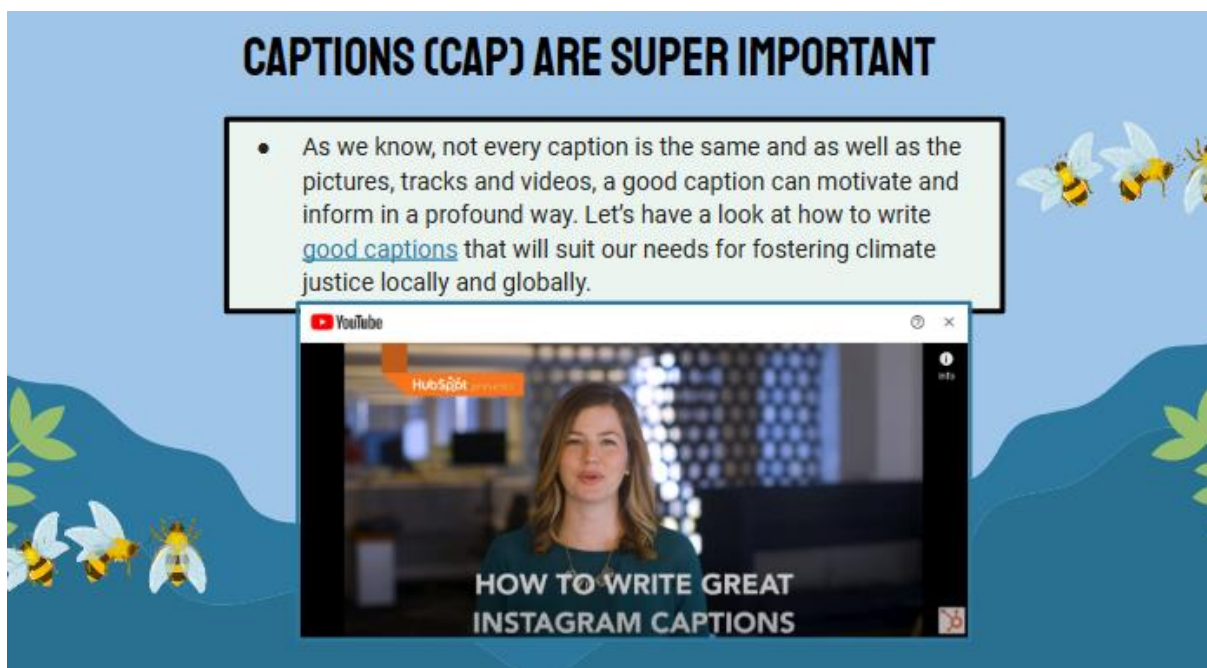 CAPTIONS (CAP) ARE SUPER IMPORTANT
● As we know, not every caption is the same and as well as the
pictures, tracks and videos, a good caption can motivate and
inform in a profound way. Let's have a look at how to write
good captions that will suit our needs for fostering climate
justice locally and globally.
YouTube
HubSpot
info
HOW TO WRITE GREAT
INSTAGRAM CAPTIONS